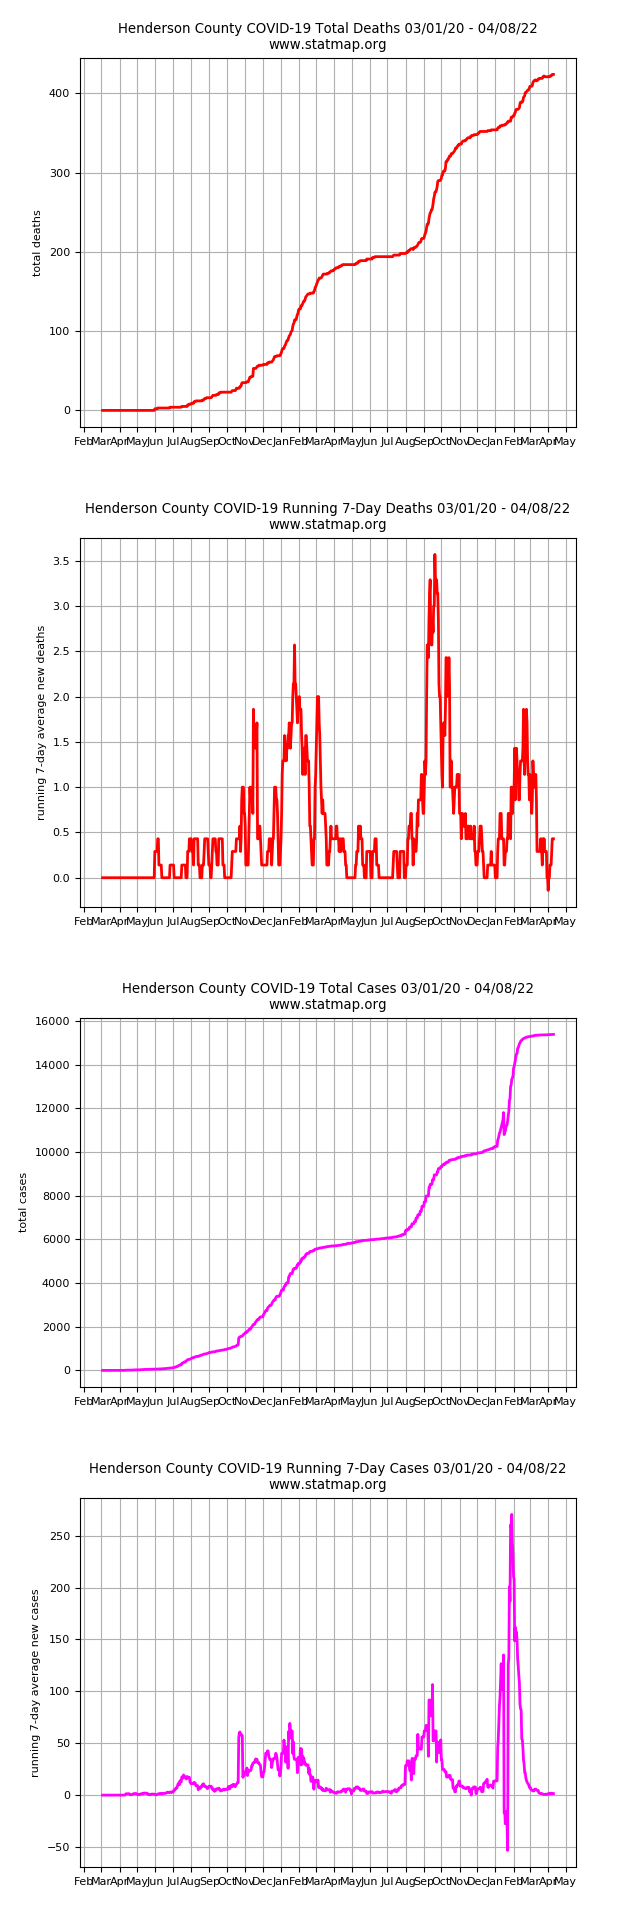 Henderson County COVID-19 Total Deaths 03/01/20 - 04/08/22
www.statmap.org
400
300
200
100
0
total deaths
Feb Mar Apr May Jun Jul Aug Sep Oct Nov Dec Jan Feb Mar Apr May Jun Jul Aug Sep Oct Nov Dec Jan Feb Mar Apr May
Henderson County COVID-19 Running 7-Day Deaths 03/01/20 - 04/08/22
www.statmap.org
3.5
3.0
2.5
2.0
1.5
1.0
0.5
0.0
running 7-day average new deaths
Feb Mar Apr May Jun Jul Aug Sep Oct Nov Dec Jan Feb Mar Apr May Jun Jul Aug Sep Oct Nov Dec Jan Feb Mar Apr May
Henderson County COVID-19 Total Cases 03/01/20 - 04/08/22
www.statmap.org
16000
14000
12000
10000
8000
6000
4000
2000
0
total cases
Feb Mar Apr May Jun Jul Aug Sep Oct Nov Dec Jan Feb Mar Apr May Jun Jul Aug Sep Oct Nov Dec Jan Feb Mar Apr May
Henderson County COVID-19 Running 7-Day Cases 03/01/20 - 04/08/22
www.statmap.org
250
200
150
100
50
0
−50
running 7-day average new cases
Feb Mar Apr May Jun Jul Aug Sep Oct Nov Dec Jan Feb Mar Apr May Jun Jul Aug Sep Oct Nov Dec Jan Feb Mar Apr May